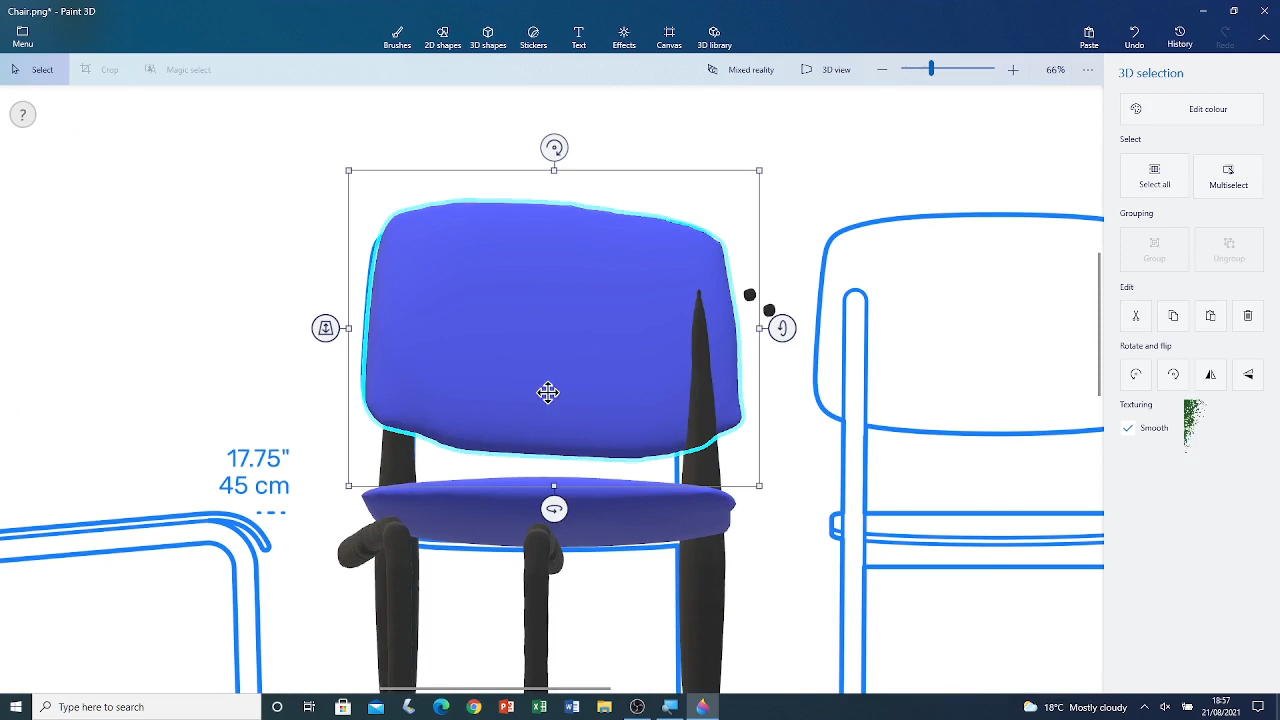 Chair.png* - Paint 3D
Menu
Brushes
2D shapes
3D shapes
Stickers
Text
Effects
Canvas
3D library
Paste
Undo
History
Redo
Select
Crop
Magic select
Mixed reality
3D view
66%
3D selection
?
Edit colour
Select
Select all
Multiselect
Grouping
Group
Ungroup
Edit
Rotate and flip
Texturing
Smooth
17.75"
45 cm
Type here to search
18°C Mostly cloudy
18:57
21/08/2021